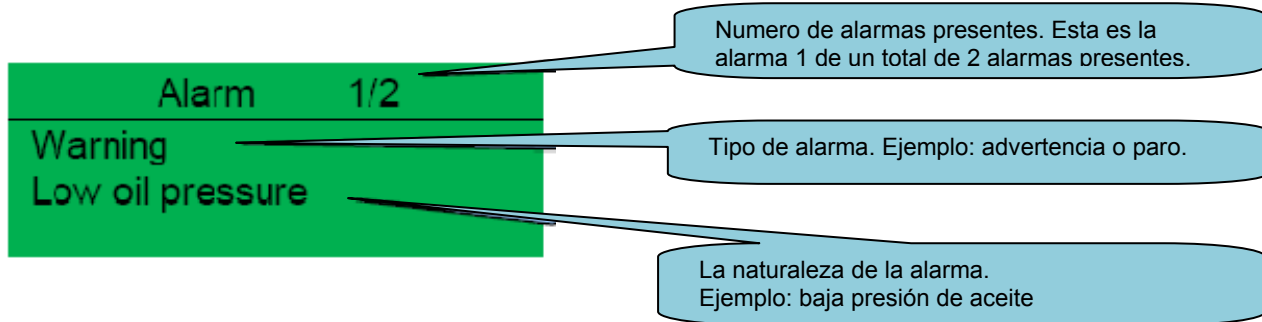 Numero de alarmas presentes. Esta es la
alarma 1 de un total de 2 alarmas presentes.
Alarm 1/2
Warning
Low oil pressure
Tipo de alarma. Ejemplo: advertencia o paro.
La naturaleza de la alarma.
Ejemplo: baja presión de aceite